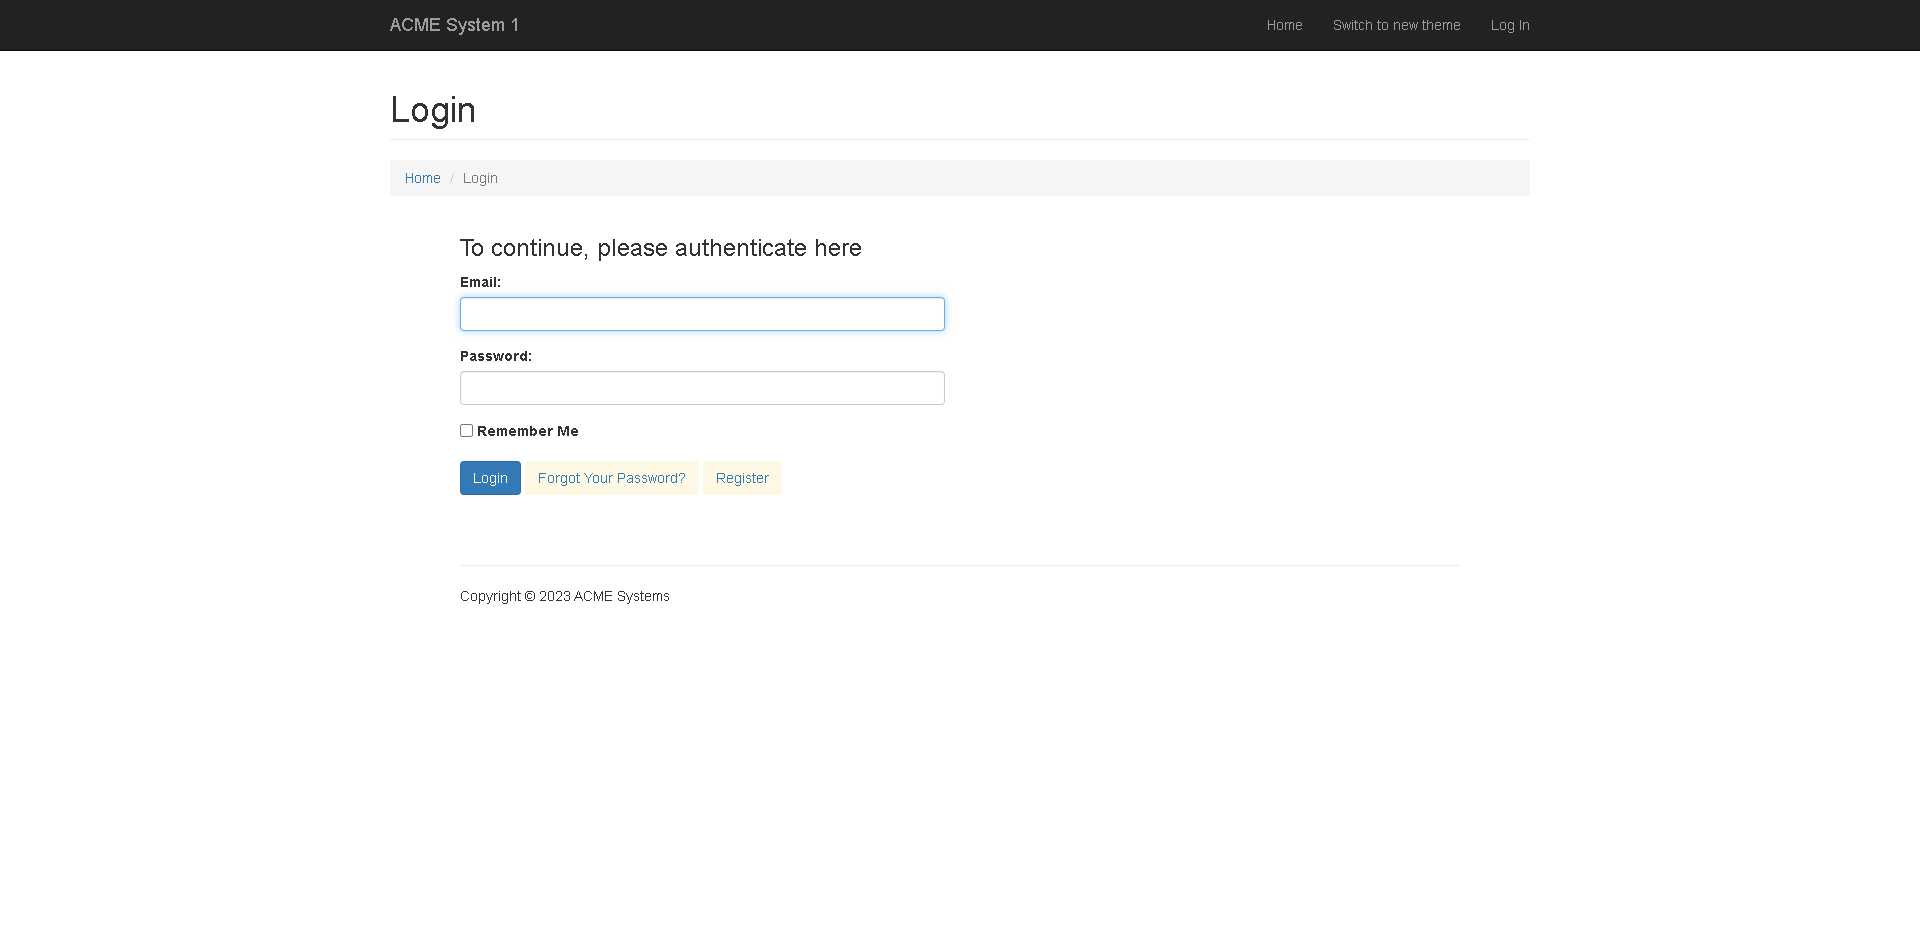 ACME System 1
Home
Switch to new theme
Log In
Login
Home / Login
To continue, please authenticate here
Email:
Password:
Remember Me
Login
Forgot Your Password?
Register
Copyright © 2023 ACME Systems